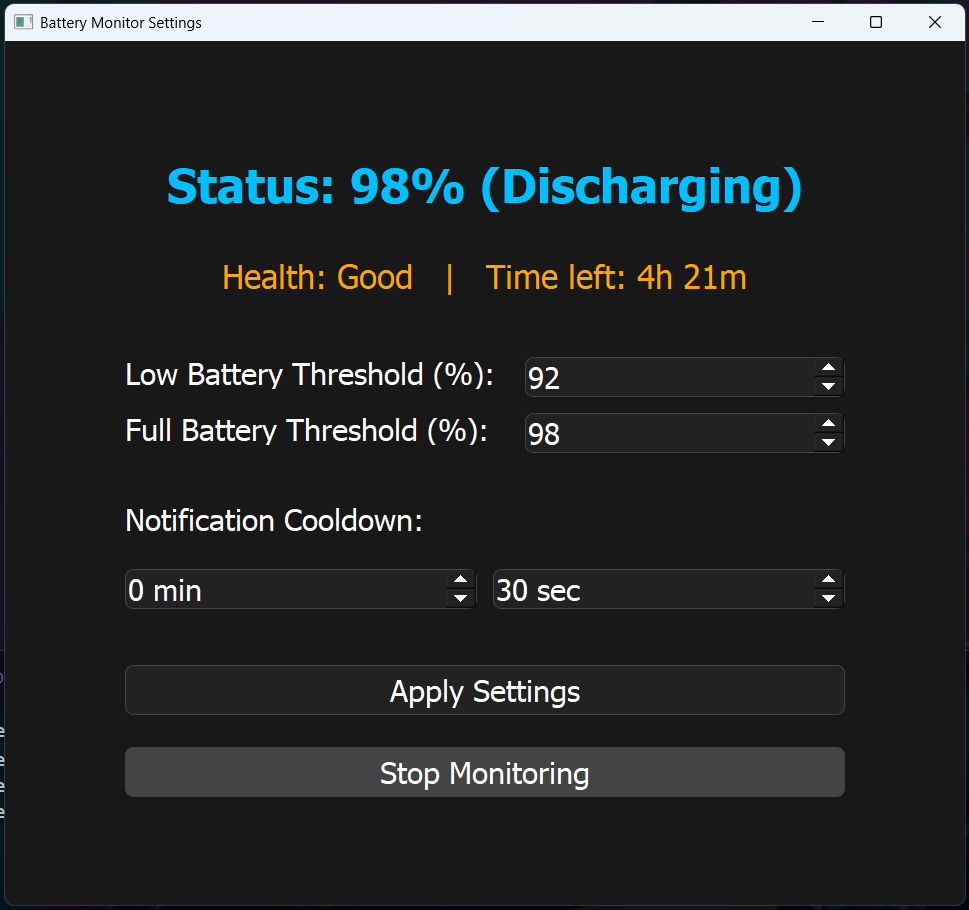 Battery Monitor Settings
Status: 98% (Discharging)
Health: Good | Time left: 4h 21m
Low Battery Threshold (%): 92
Full Battery Threshold (%): 98
Notification Cooldown:
0 min 30 sec
Apply Settings
Stop Monitoring